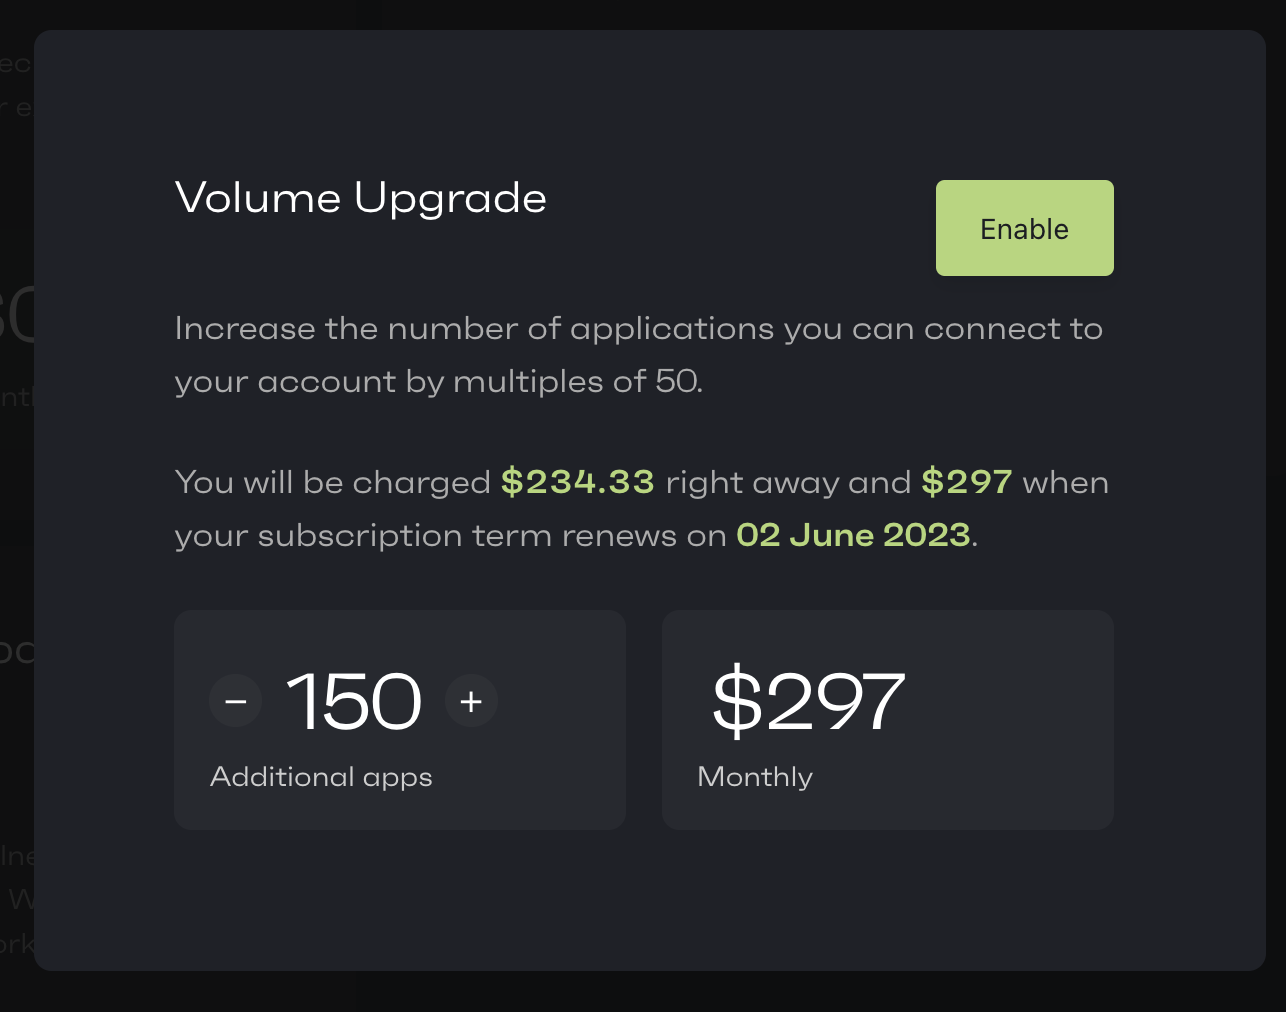 Volume Upgrade
Enable
Increase the number of applications you can connect to
your account by multiples of 50.
You will be charged $234.33 right away and $297 when
your subscription term renews on 02 June 2023.
− 150 +
Additional apps
$297
Monthly